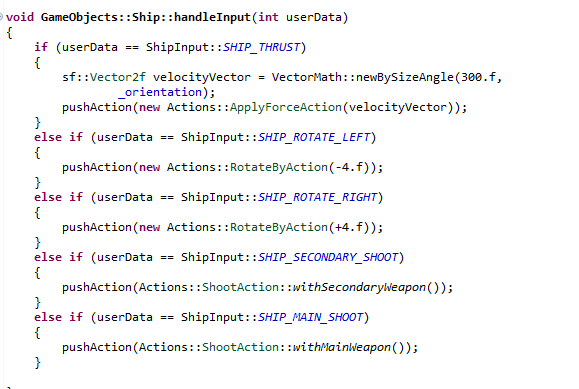 void GameObjects::Ship::handleInput(int userData)
{
    if (userData == ShipInput::SHIP_THRUST)
    {
        sf::Vector2f velocityVector = VectorMath::newBySizeAngle(300.f,
                _orientation);
        pushAction(new Actions::ApplyForceAction(velocityVector));
    }
    else if (userData == ShipInput::SHIP_ROTATE_LEFT)
    {
        pushAction(new Actions::RotateByAction(-4.f));
    }
    else if (userData == ShipInput::SHIP_ROTATE_RIGHT)
    {
        pushAction(new Actions::RotateByAction(+4.f));
    }
    else if (userData == ShipInput::SHIP_SECONDARY_SHOOT)
    {
        pushAction(Actions::ShootAction::withSecondaryWeapon());
    }
    else if (userData == ShipInput::SHIP_MAIN_SHOOT)
    {
        pushAction(Actions::ShootAction::withMainWeapon());
    }